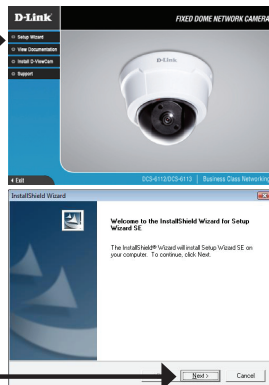 D-Link
FIXED DOME NETWORK CAMERA
Setup Wizard
View Documentation
Install D-ViewCam
Support
D-Link
Exit
DCS-6112/DCS-6113 | Business Class Networking
InstallShield Wizard
Welcome to the InstallShield Wizard for Setup
Wizard SE
The InstallShield® Wizard will install Setup Wizard SE on
your computer. To continue, click Next.
Next >
Cancel